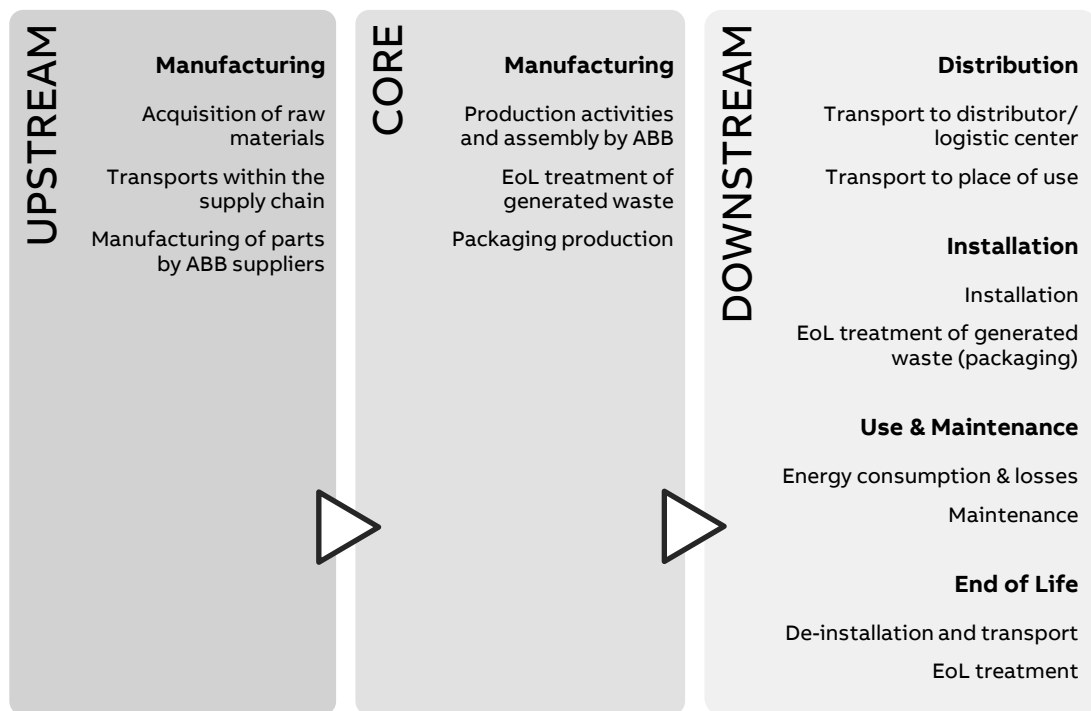 UPSTREAM
Manufacturing
Acquisition of raw
materials
Transports within the
supply chain
Manufacturing of parts
by ABB suppliers
CORE
Manufacturing
Production activities
and assembly by ABB
EoL treatment of
generated waste
Packaging production
DOWNSTREAM
Distribution
Transport to distributor/
logistic center
Transport to place of use
Installation
Installation
EoL treatment of generated
waste (packaging)
Use & Maintenance
Energy consumption & losses
Maintenance
End of Life
De-installation and transport
EoL treatment